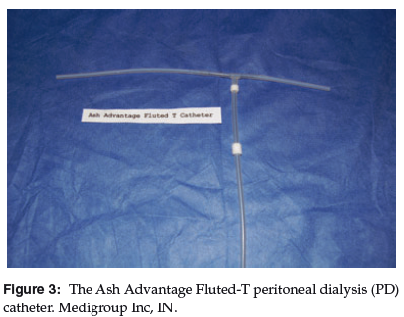 Ash Advantage Fluted T Catheter
Figure 3: The Ash Advantage Fluted-T peritoneal dialysis (PD)
catheter. Medigroup Inc, IN.